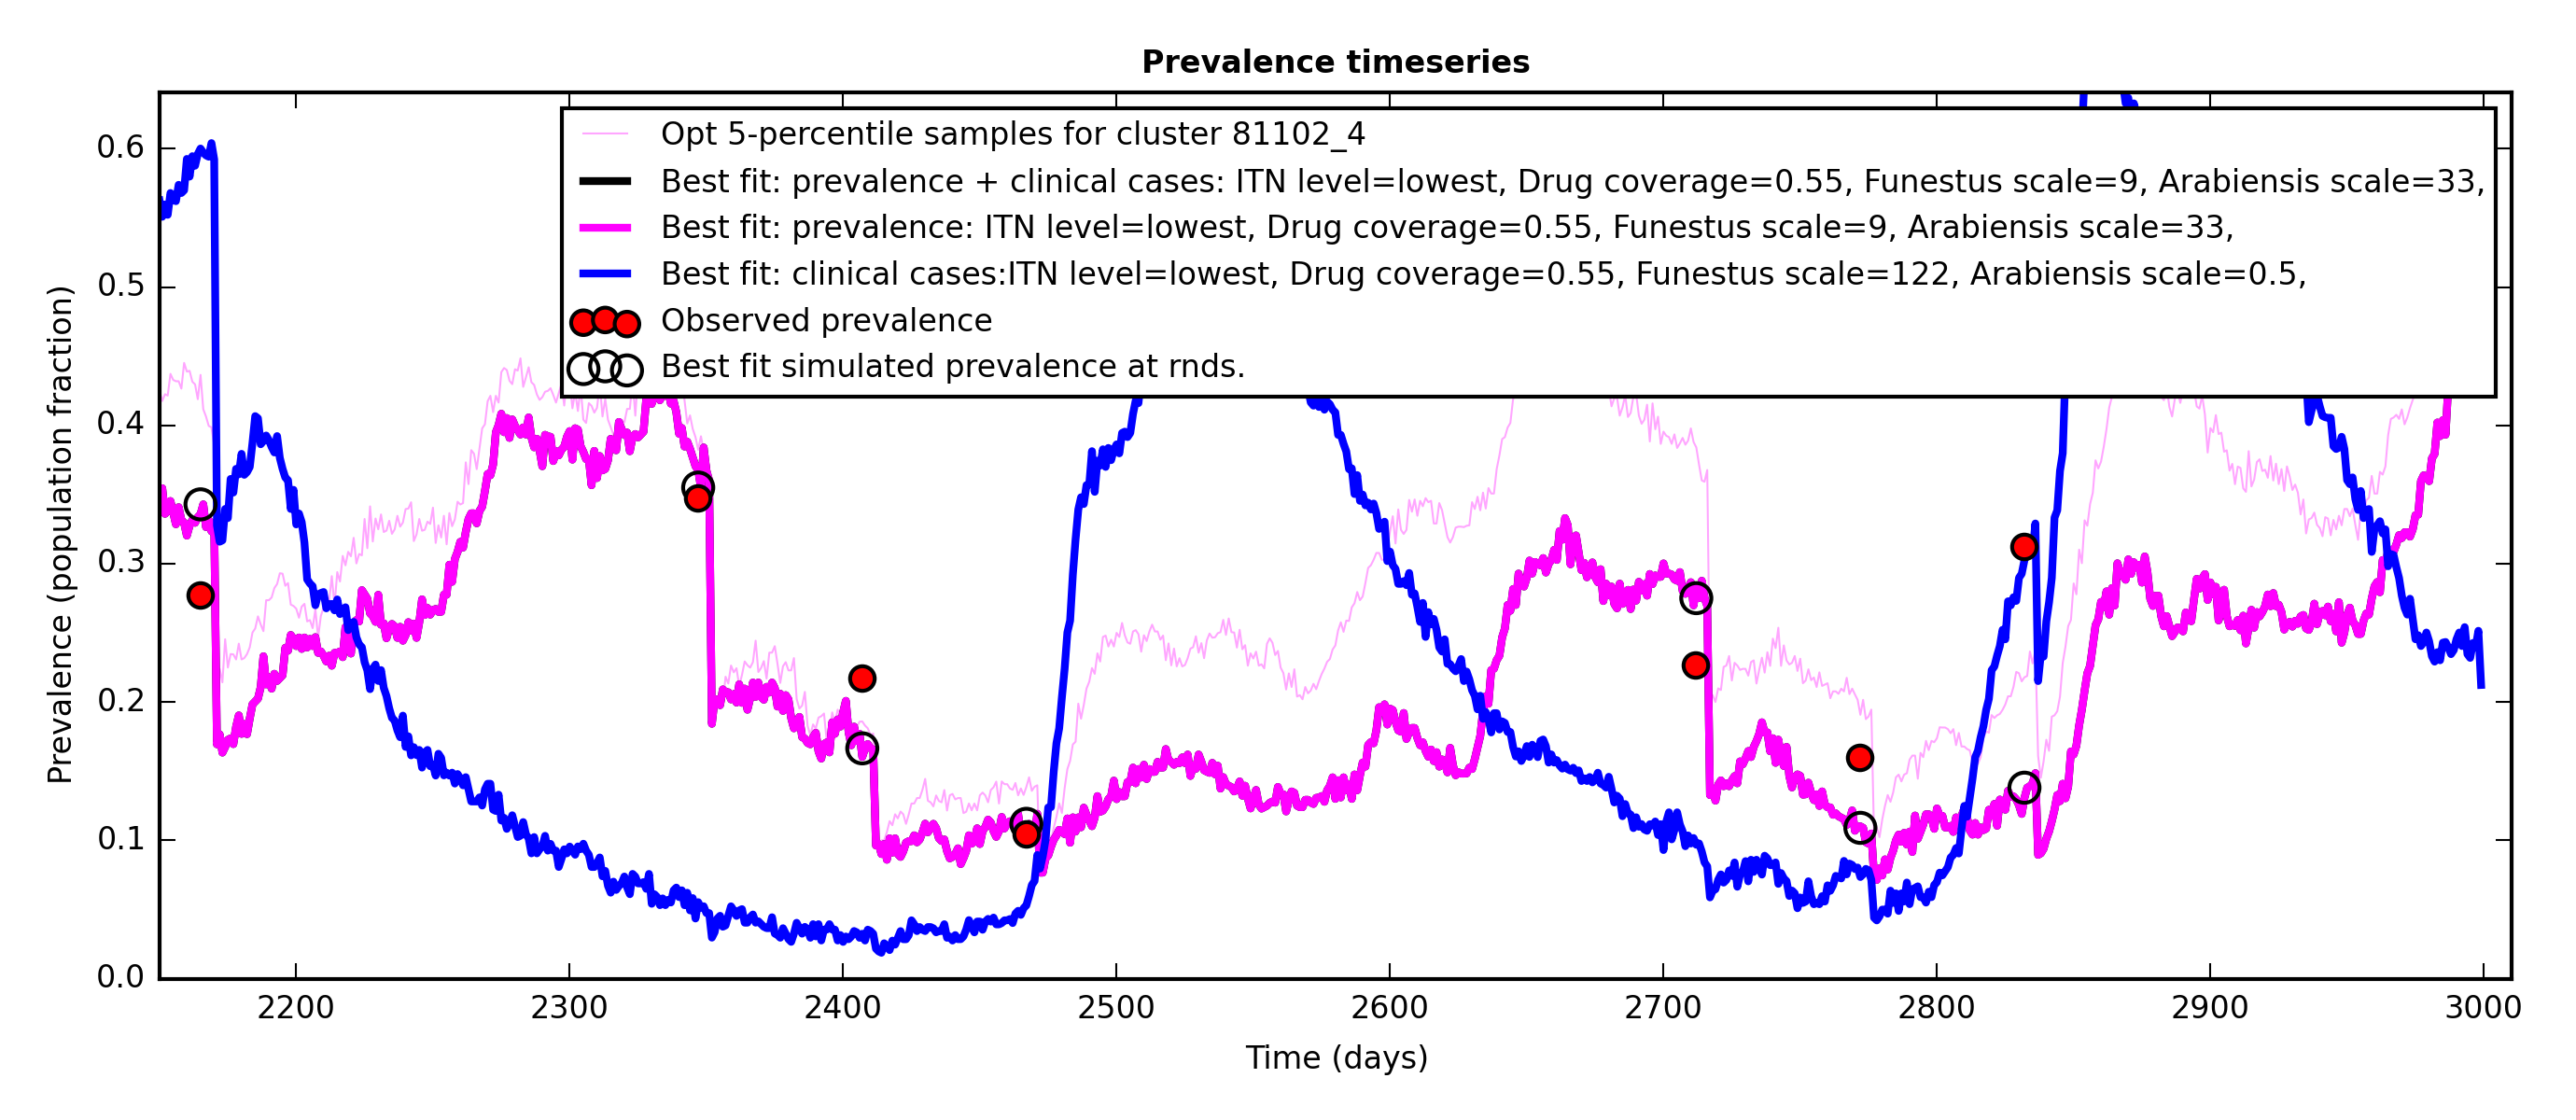 Prevalence timeseries
Opt 5-percentile samples for cluster 81102_4
Best fit: prevalence + clinical cases: ITN level=lowest, Drug coverage=0.55, Funestus scale=9, Arabiensis scale=33,
Best fit: prevalence: ITN level=lowest, Drug coverage=0.55, Funestus scale=9, Arabiensis scale=33,
Best fit: clinical cases:ITN level=lowest, Drug coverage=0.55, Funestus scale=122, Arabiensis scale=0.5,
Observed prevalence
Best fit simulated prevalence at rnds.
Prevalence (population fraction)
0.6
0.5
0.4
0.3
0.2
0.1
0.0
2200 2300 2400 2500 2600 2700 2800 2900 3000
Time (days)